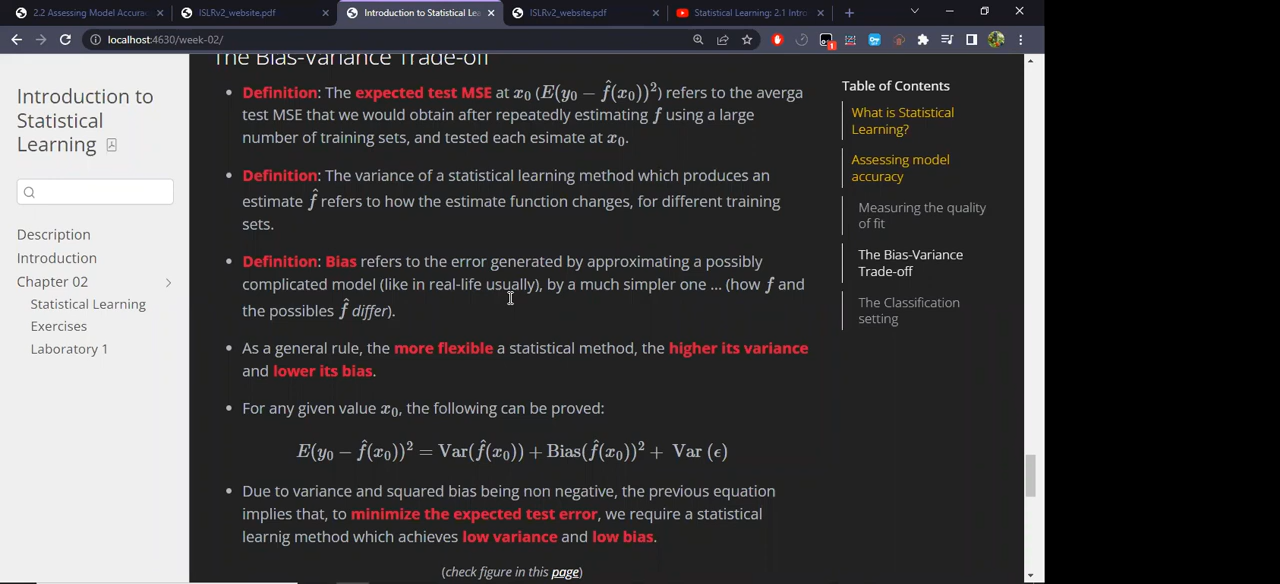 2.2 Assessing Model Accurac
ISLRv2_website.pdf
Introduction to Statistical Le
ISLRv2_website.pdf
Statistical Learning: 2.1 Intro
localhost:4630/week-02/
1
Introduction to
Statistical
Learning
Description
Introduction
Chapter 02
Statistical Learning
Exercises
Laboratory 1
The Bias-Variance Trade-off
• Definition: The expected test MSE at x₀ (E(y₀ − f̂(x₀))²) refers to the averga
test MSE that we would obtain after repeatedly estimating f using a large
number of training sets, and tested each esimate at x₀.
• Definition: The variance of a statistical learning method which produces an
estimate f̂ refers to how the estimate function changes, for different training
sets.
• Definition: Bias refers to the error generated by approximating a possibly
complicated model (like in real-life usually), by a much simpler one ... (how f and
the possibles f̂ differ).
• As a general rule, the more flexible a statistical method, the higher its variance
and lower its bias.
• For any given value x₀, the following can be proved:
E(y₀ − f̂(x₀))² = Var(f̂(x₀)) + Bias(f̂(x₀))² + Var (ϵ)
• Due to variance and squared bias being non negative, the previous equation
implies that, to minimize the expected test error, we require a statistical
learnig method which achieves low variance and low bias.
(check figure in this page)
Table of Contents
What is Statistical
Learning?
Assessing model
accuracy
Measuring the quality
of fit
The Bias-Variance
Trade-off
The Classification
setting